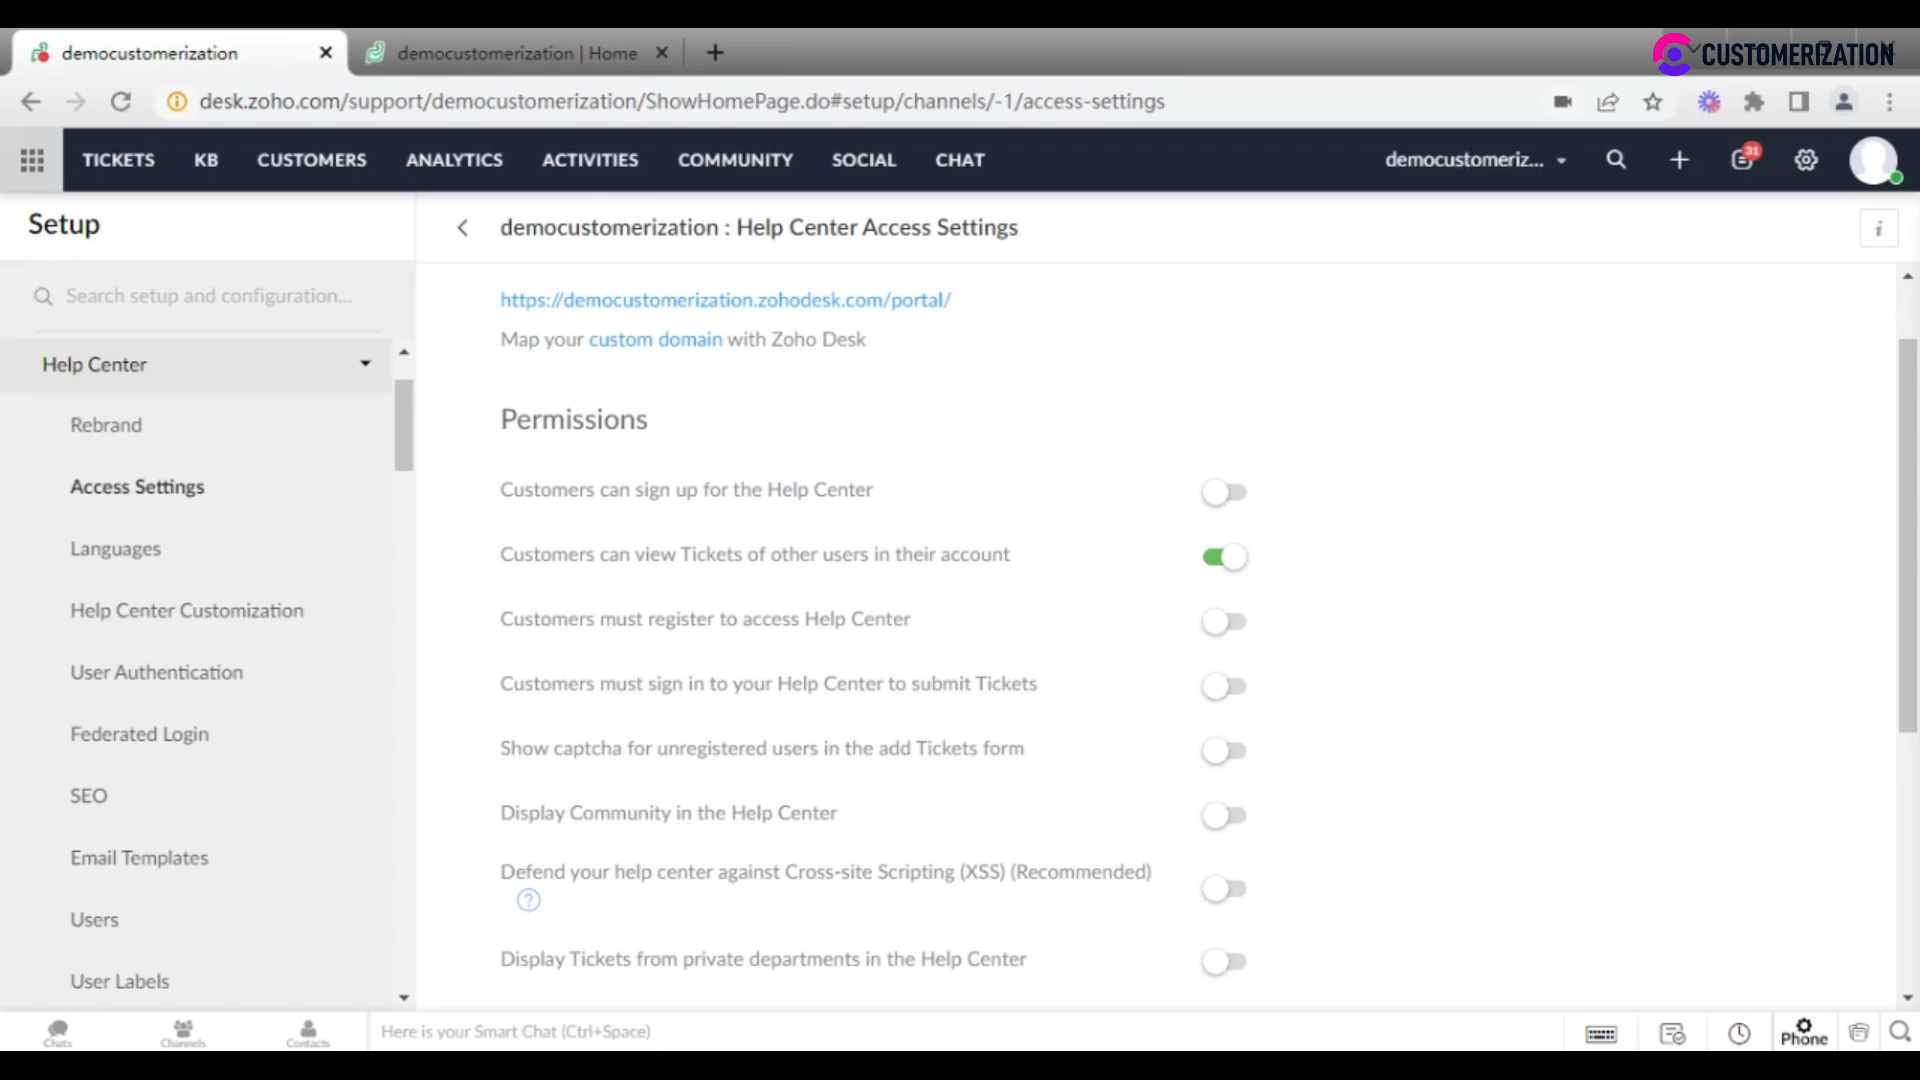 democustomerization
democustomerization | Home
CUSTOMERIZATION
desk.zoho.com/support/democustomerization/ShowHomePage.do#setup/channels/-1/access-settings
TICKETS KB CUSTOMERS ANALYTICS ACTIVITIES COMMUNITY SOCIAL CHAT
democustomeriz...
31
Setup
democustomerization : Help Center Access Settings
i
Search setup and configuration...
Help Center
Rebrand
Access Settings
Languages
Help Center Customization
User Authentication
Federated Login
SEO
Email Templates
Users
User Labels
https://democustomerization.zohodesk.com/portal/
Map your custom domain with Zoho Desk
Permissions
Customers can sign up for the Help Center
Customers can view Tickets of other users in their account
Customers must register to access Help Center
Customers must sign in to your Help Center to submit Tickets
Show captcha for unregistered users in the add Tickets form
Display Community in the Help Center
Defend your help center against Cross-site Scripting (XSS) (Recommended)
?
Display Tickets from private departments in the Help Center
Chats
Channels
Contacts
Here is your Smart Chat (Ctrl+Space)
Phone